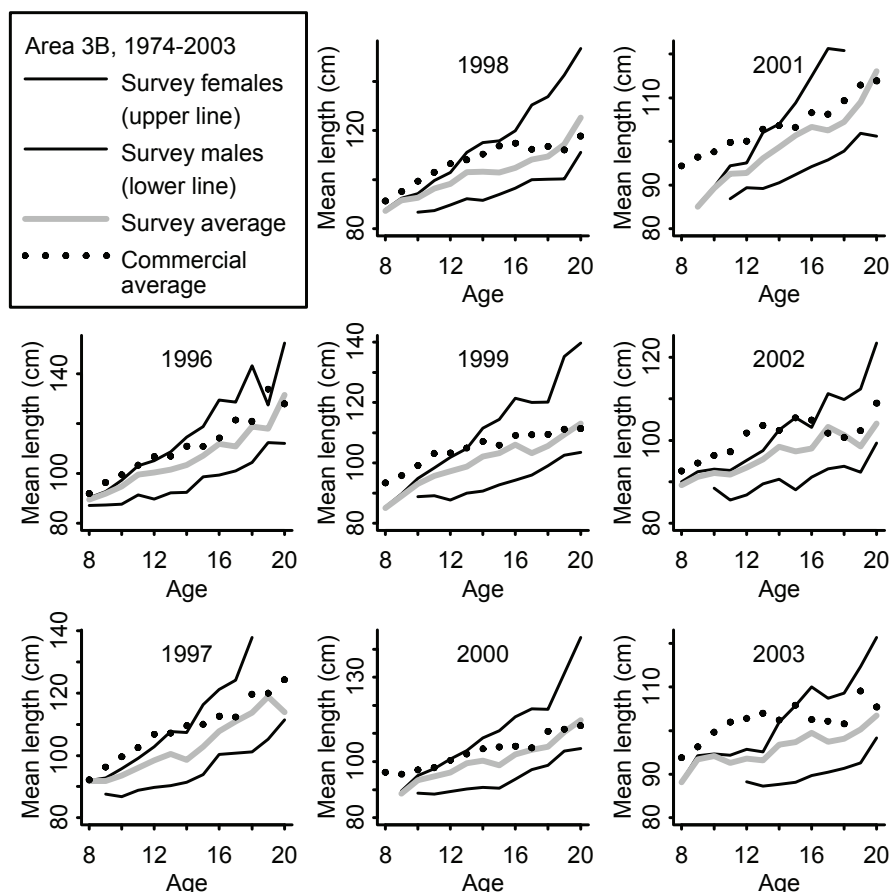 Area 3B, 1974-2003
Survey females
(upper line)
Survey males
(lower line)
Survey average
Commercial
average
1998
Mean length (cm)
80
120
8
12
16
20
Age
2001
Mean length (cm)
80
90
110
8
12
16
20
Age
1996
Mean length (cm)
80
100
140
8
12
16
20
Age
1999
Mean length (cm)
80
100
120
140
8
12
16
20
Age
2002
Mean length (cm)
80
100
120
8
12
16
20
Age
1997
Mean length (cm)
80
100
120
140
8
12
16
20
Age
2000
Mean length (cm)
80
100
130
8
12
16
20
Age
2003
Mean length (cm)
80
90
110
8
12
16
20
Age